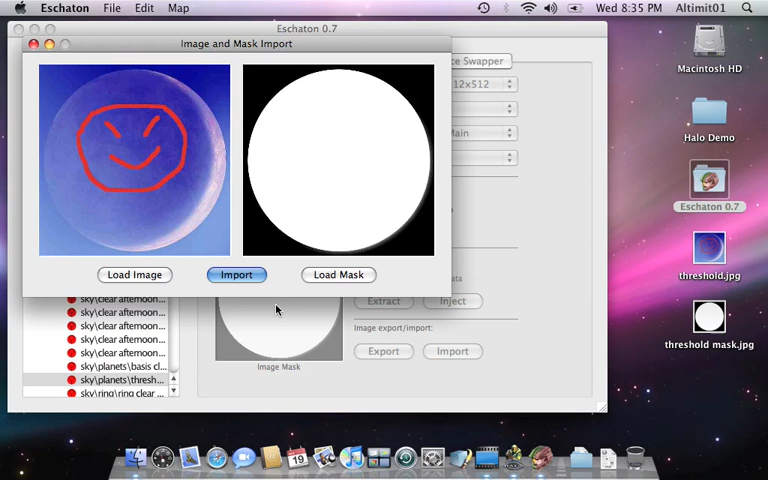 Eschaton File Edit Map Wed 8:35 PM Altimit01
Eschaton 0.7
Image and Mask Import
ce Swapper
12x512
Main
Load Image Import Load Mask
ata
Extract Inject
Image export/import:
Export Import
Image Mask
sky\clear afternoon...
sky\clear afternoon...
sky\clear afternoon...
sky\clear afternoon...
sky\clear afternoon...
sky\planets\basis cl...
sky\planets\thresh...
sky\ring\ring clear ...
Macintosh HD
Halo Demo
Eschaton 0.7
threshold.jpg
threshold mask.jpg
19